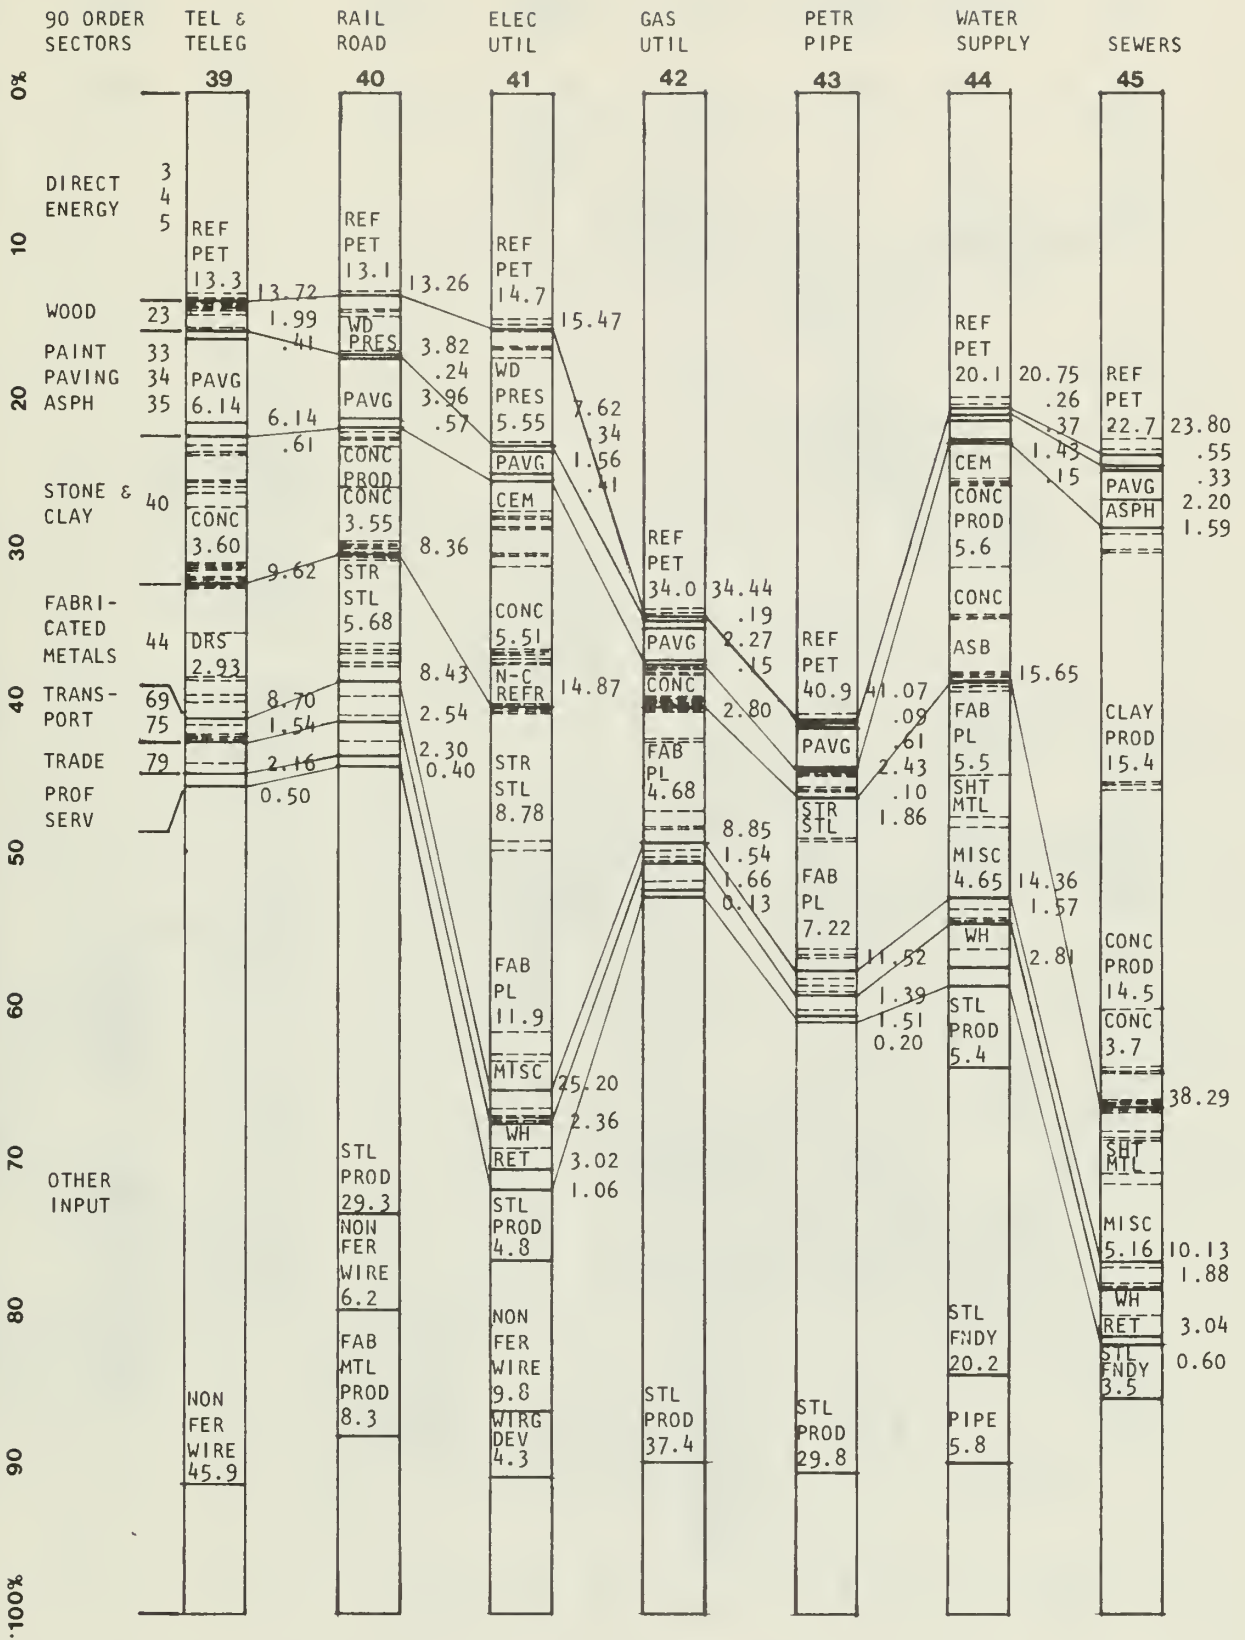 90 ORDER SECTORS
TEL & TELEG
RAIL ROAD
ELEC UTIL
GAS UTIL
PETR PIPE
WATER SUPPLY
SEWERS
39 40 41 42 43 44 45
0%
10
20
30
40
50
60
70
80
90
100%
DIRECT ENERGY
3
4
5
WOOD 23
PAINT 33
PAVING 34
ASPH 35
STONE & CLAY 40
FABRI-
CATED
METALS 44
TRANS-
PORT
69
75
TRADE 79
PROF
SERV
OTHER
INPUT
REF
PET
13.3
PAVG
6.14
CONC
3.60
DRS
2.93
NON
FER
WIRE
45.9
13.72
1.99
.41
6.14
.61
9.62
8.70
1.54
2.16
0.50
REF
PET
13.1
WD
PRES
PAVG
CONC
PROD
CONC
3.55
STR
STL
5.68
STL
PROD
29.3
NON
FER
WIRE
6.2
FAB
MTL
PROD
8.3
13.26
3.82
.24
3.96
.57
8.36
8.43
2.54
2.30
0.40
REF
PET
14.7
WD
PRES
5.55
PAVG
CEM
CONC
5.51
N-C
REFR
STR
STL
8.78
FAB
PL
11.9
MISC
WH
RET
STL
PROD
4.8
NON
FER
WIRE
9.8
WIRG
DEV
4.3
15.47
7.62
.34
1.56
.41
14.87
25.20
2.36
3.02
1.06
REF
PET
34.0
PAVG
CONC
FAB
PL
4.68
STL
PROD
37.4
34.44
.19
2.27
.15
2.80
8.85
1.54
1.66
0.13
REF
PET
40.9
PAVG
STR
STL
FAB
PL
7.22
STL
PROD
29.8
41.07
.09
.61
2.43
.10
1.86
11.52
1.39
1.51
0.20
REF
PET
20.1
CEM
CONC
PROD
5.6
CONC
ASB
FAB
PL
5.5
SHT
MTL
MISC
4.65
WH
STL
PROD
5.4
STL
FNDY
20.2
PIPE
5.8
20.75
.26
.37
1.43
.15
15.65
14.36
1.57
2.81
REF
PET
22.7
PAVG
ASPH
CLAY
PROD
15.4
CONC
PROD
14.5
CONC
3.7
SHT
MTL
MISC
5.16
WH
RET
STL
FNDY
3.5
23.80
.55
.33
2.20
1.59
38.29
10.13
1.88
3.04
0.60